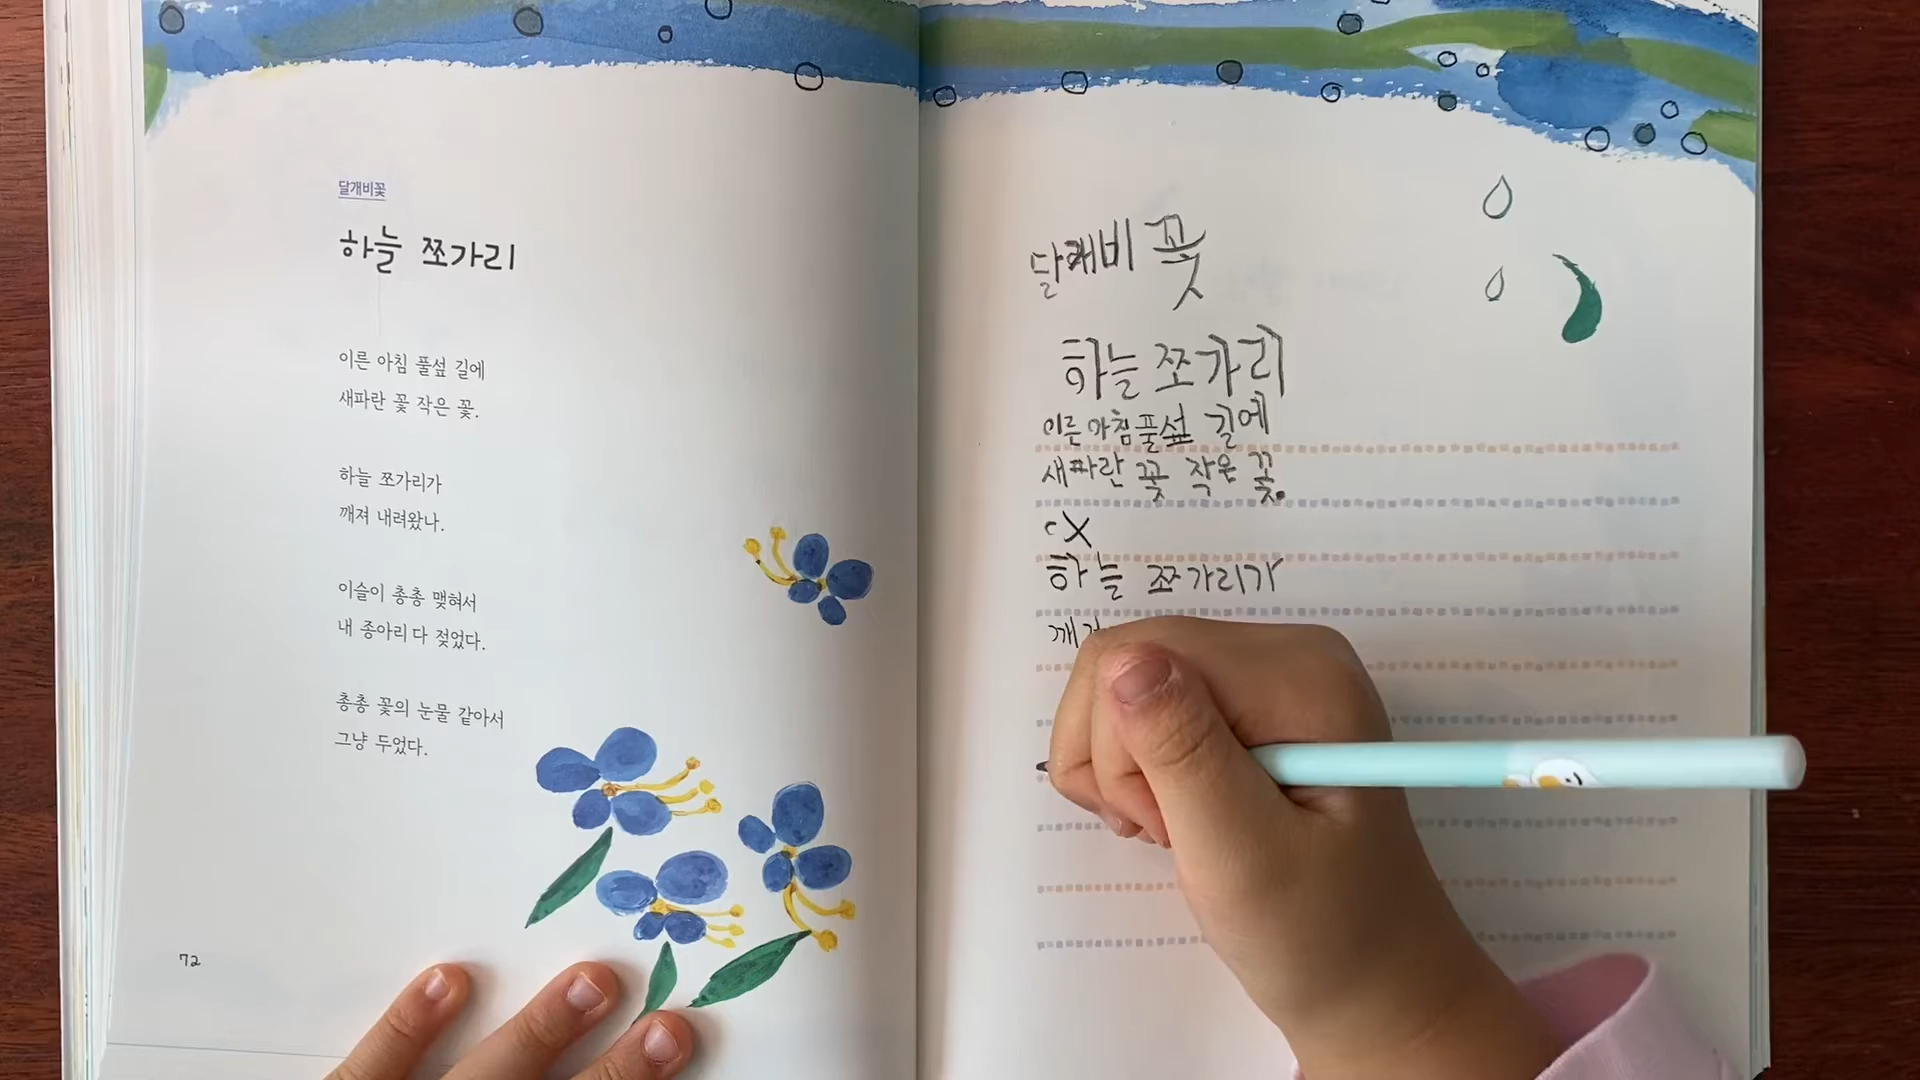 달개비꽃
하늘 쪼가리
이른 아침 풀섶 길에
새파란 꽃 작은 꽃.
하늘 쪼가리가
깨져 내려왔나.
이슬이 총총 맺혀서
내 종아리 다 젖었다.
총총 꽃의 눈물 같아서
그냥 두었다.
72
달개비 꽃
하늘 쪼가리
이른 아침 풀섶 길에
새파란 꽃 작은 꽃.
하늘 쪼가리가
깨져